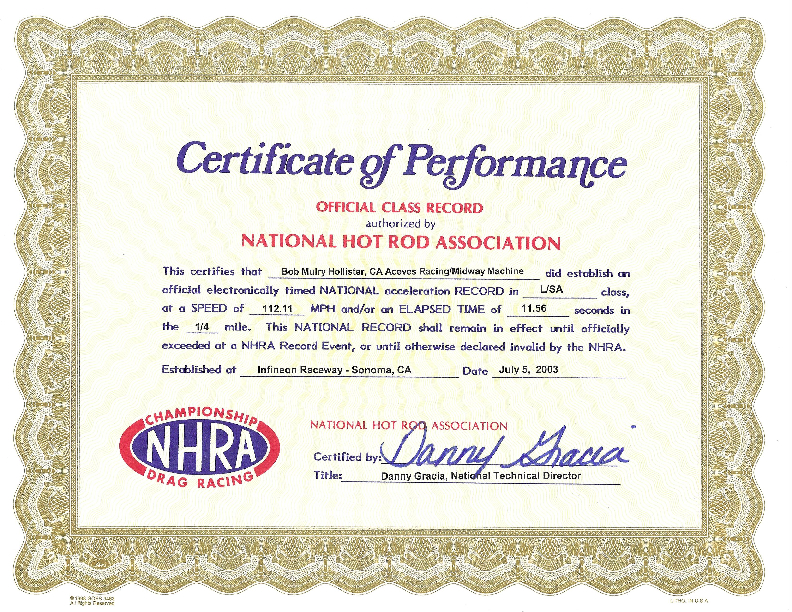 Certificate of Performance
OFFICIAL CLASS RECORD
authorized by
NATIONAL HOT ROD ASSOCIATION
This certifies that Bob Mulry Hollister, CA Aceves Racing/Midway Machine did establish an
official electronically timed NATIONAL acceleration RECORD in L/SA class,
at a SPEED of 112.11 MPH and/or an ELAPSED TIME of 11.56 seconds in
the 1/4 mile. This NATIONAL RECORD shall remain in effect until officially
exceeded at a NHRA Record Event, or until otherwise declared invalid by the NHRA.
Established at Infineon Raceway - Sonoma, CA Date July 5, 2003
CHAMPIONSHIP
NHRA
DRAG RACING
NATIONAL HOT ROD ASSOCIATION
Certified by: Danny Gracia
Title: Danny Gracia, National Technical Director
All Rights Reserved
U.S.A.